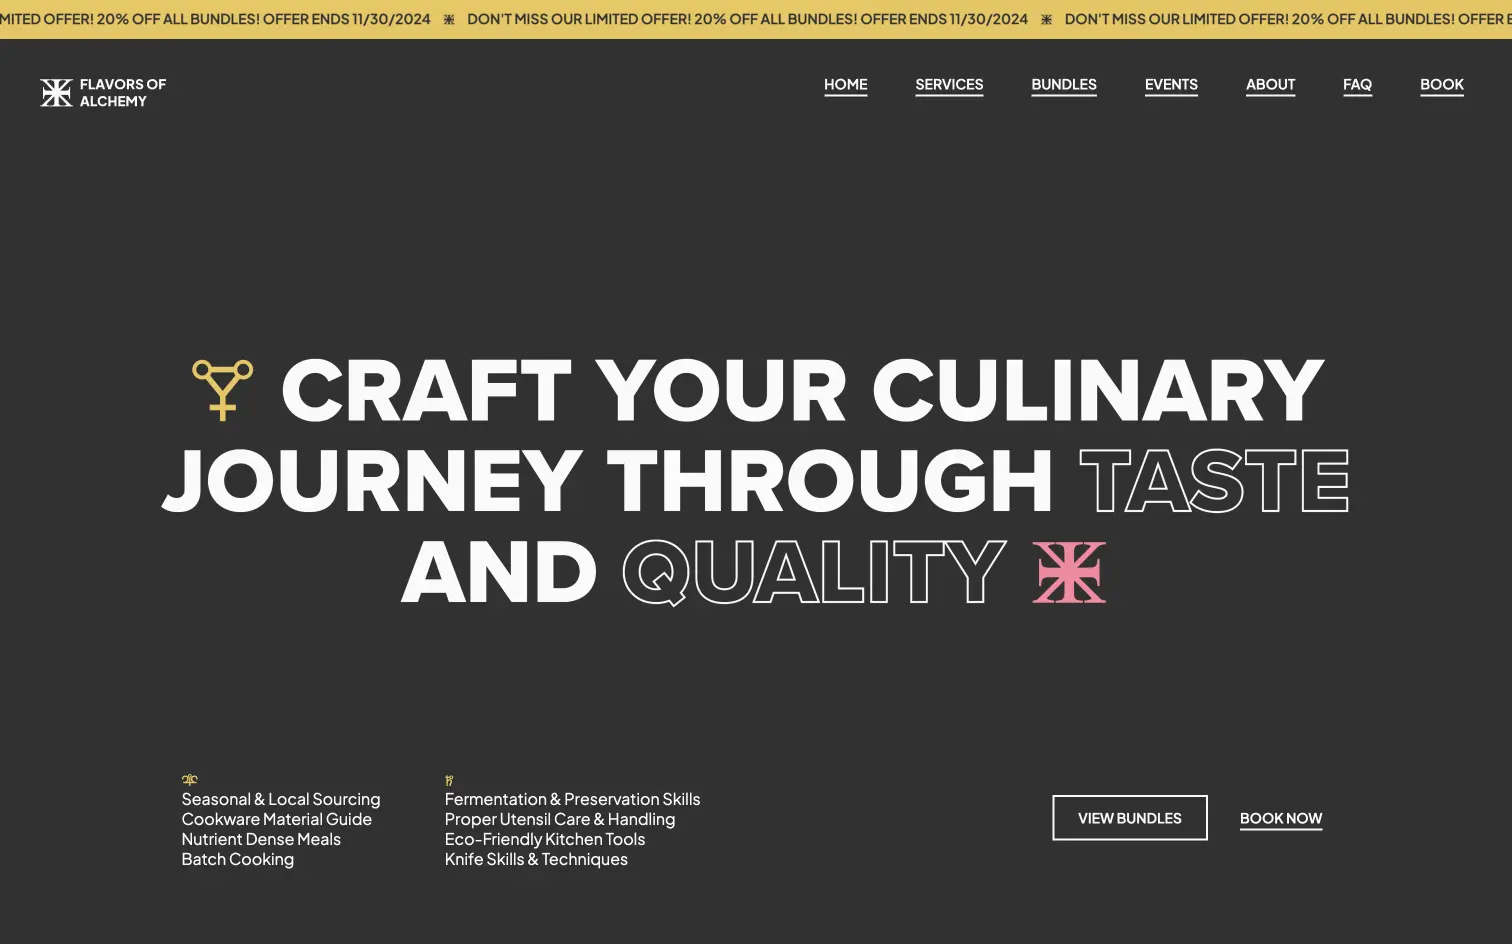 MITED OFFER! 20% OFF ALL BUNDLES! OFFER ENDS 11/30/2024 DON'T MISS OUR LIMITED OFFER! 20% OFF ALL BUNDLES! OFFER ENDS 11/30/2024 DON'T MISS OUR LIMITED OFFER! 20% OFF ALL BUNDLES! OFFER E
FLAVORS OF
ALCHEMY
HOME SERVICES BUNDLES EVENTS ABOUT FAQ BOOK
CRAFT YOUR CULINARY
JOURNEY THROUGH TASTE
AND QUALITY
Seasonal & Local Sourcing
Cookware Material Guide
Nutrient Dense Meals
Batch Cooking
Fermentation & Preservation Skills
Proper Utensil Care & Handling
Eco-Friendly Kitchen Tools
Knife Skills & Techniques
VIEW BUNDLES
BOOK NOW